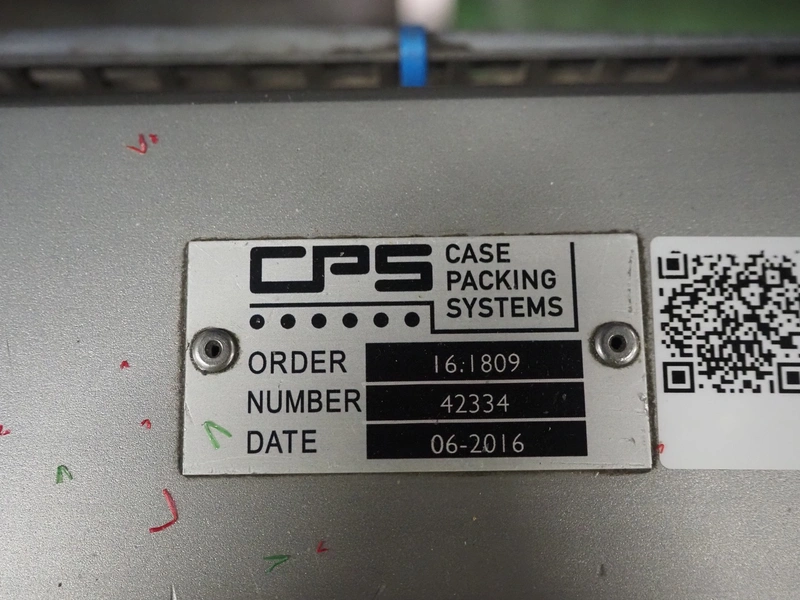 CPS CASE
PACKING
SYSTEMS
ORDER 16.1809
NUMBER 42334
DATE 06-2016